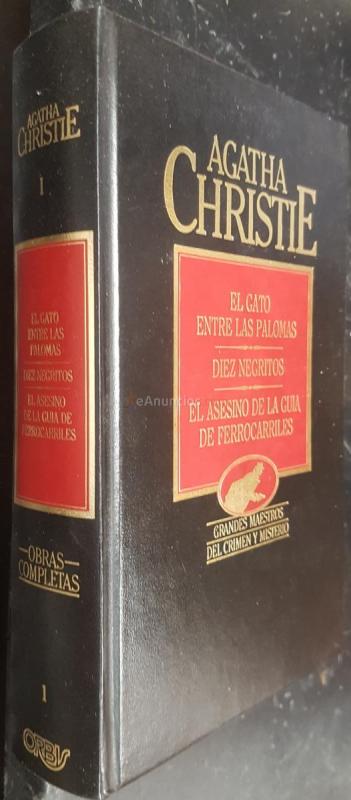 AGATHA
CHRISTIE
1
EL GATO
ENTRE LAS
PALOMAS
DIEZ NEGRITOS
EL ASESINO
DE LA GUIA DE
FERROCARRILES
OBRAS
COMPLETAS
1
ORBIS
AGATHA
CHRISTIE
EL GATO
ENTRE LAS PALOMAS
DIEZ NEGRITOS
EL ASESINO DE LA GUIA
DE FERROCARRILES
GRANDES MAESTROS
DEL CRIMEN Y MISTERIO